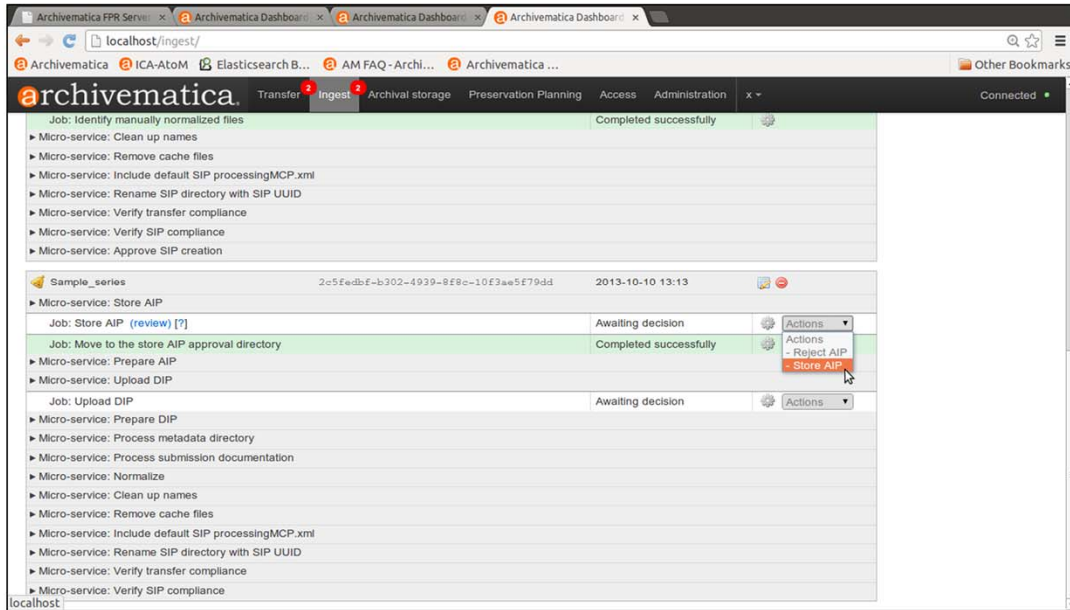 Archivematica FPR Server Archivematica Dashboard Archivematica Dashboard Archivematica Dashboard
localhost/ingest/
Archivematica ICA-AtoM Elasticsearch B... AM FAQ - Archi... Archivematica ... Other Bookmarks
archivematica. Transfer 2 Ingest 2 Archival storage Preservation Planning Access Administration x Connected
Job: Identify manually normalized files Completed successfully
Micro-service: Clean up names
Micro-service: Remove cache files
Micro-service: Include default SIP processingMCP.xml
Micro-service: Rename SIP directory with SIP UUID
Micro-service: Verify transfer compliance
Micro-service: Verify SIP compliance
Micro-service: Approve SIP creation
Sample_series 2c5fedbf-b302-4939-8f8c-10f3ae5f79dd 2013-10-10 13:13
Micro-service: Store AIP
Job: Store AIP (review) [?] Awaiting decision Actions
Actions
Job: Move to the store AIP approval directory Completed successfully
- Reject AIP
- Store AIP
Micro-service: Prepare AIP
Micro-service: Upload DIP
Job: Upload DIP Awaiting decision Actions
Micro-service: Prepare DIP
Micro-service: Process metadata directory
Micro-service: Process submission documentation
Micro-service: Normalize
Micro-service: Clean up names
Micro-service: Remove cache files
Micro-service: Include default SIP processingMCP.xml
Micro-service: Rename SIP directory with SIP UUID
Micro-service: Verify transfer compliance
Micro-service: Verify SIP compliance
localhost